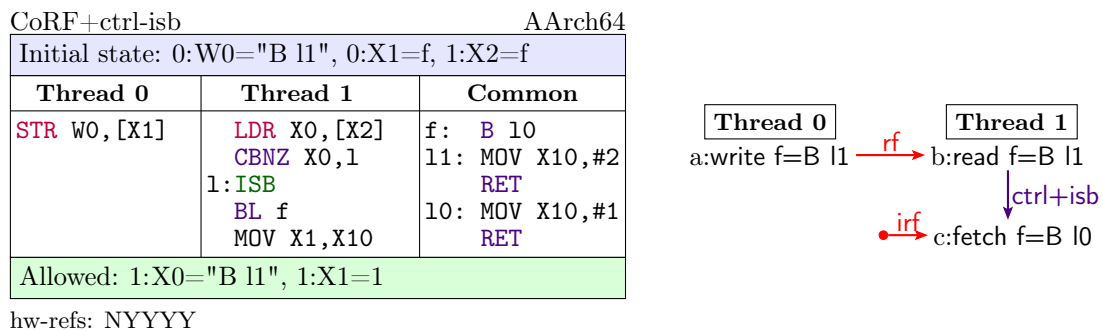 CoRF+ctrl-isb AArch64
Initial state: 0:W0="B l1", 0:X1=f, 1:X2=f
Thread 0 Thread 1 Common
STR W0,[X1] LDR X0,[X2] f: B l0
CBNZ X0,l l1: MOV X10,#2
l:ISB RET
BL f l0: MOV X10,#1
MOV X1,X10 RET
Allowed: 1:X0="B l1", 1:X1=1
hw-refs: NYYYY
Thread 0 Thread 1
a:write f=B l1 rf b:read f=B l1
ctrl+isb
irf c:fetch f=B l0